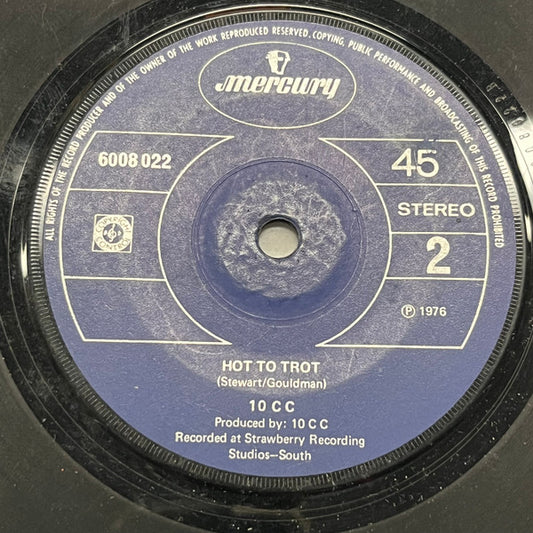 ALL RIGHTS OF THE RECORD PRODUCER AND OF THE OWNER OF THE WORK REPRODUCED RESERVED. COPYING, PUBLIC PERFORMANCE AND BROADCASTING OF THIS RECORD PROHIBITED
mercury
6008 022
45
STEREO
2
℗ 1976
HOT TO TROT
(Stewart/Gouldman)
10 C C
Produced by: 10 C C
Recorded at Strawberry Recording
Studios–South